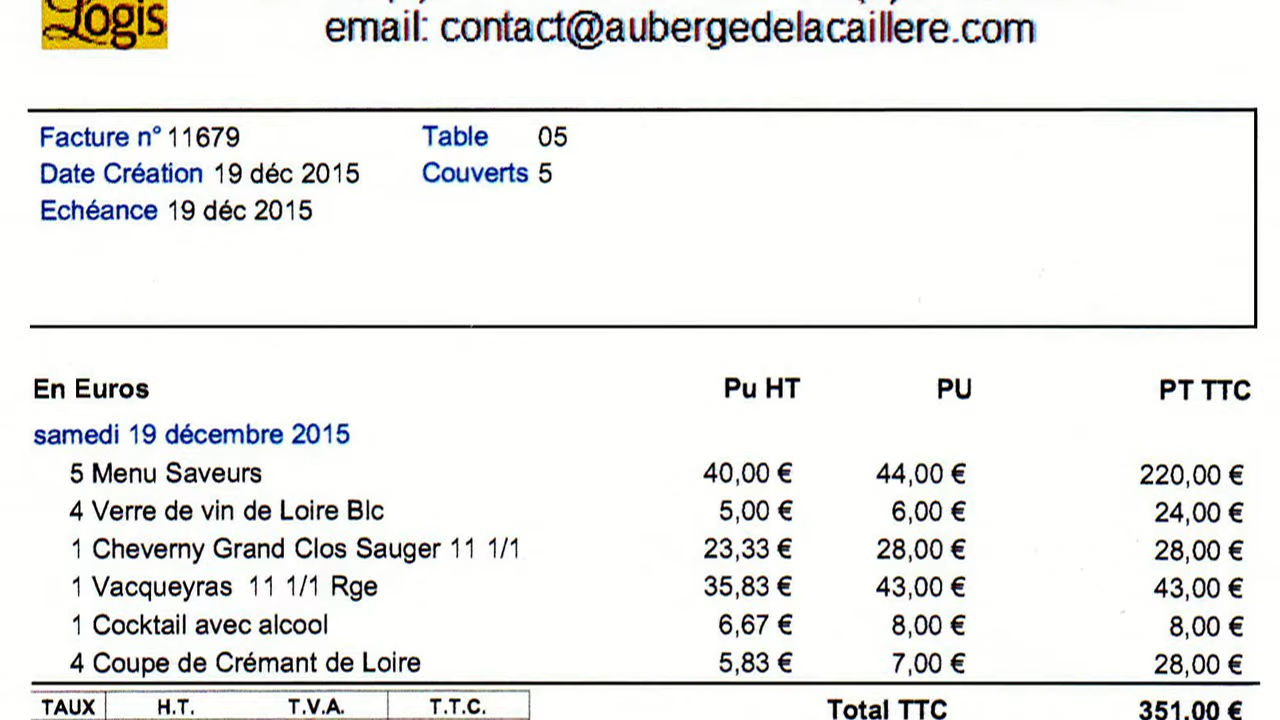 Logis
email: contact@aubergedelacaillere.com
Facture n° 11679 Table 05
Date Création 19 déc 2015 Couverts 5
Echéance 19 déc 2015
En Euros Pu HT PU PT TTC
samedi 19 décembre 2015
5 Menu Saveurs 40,00 € 44,00 € 220,00 €
4 Verre de vin de Loire Blc 5,00 € 6,00 € 24,00 €
1 Cheverny Grand Clos Sauger 11 1/1 23,33 € 28,00 € 28,00 €
1 Vacqueyras 11 1/1 Rge 35,83 € 43,00 € 43,00 €
1 Cocktail avec alcool 6,67 € 8,00 € 8,00 €
4 Coupe de Crémant de Loire 5,83 € 7,00 € 28,00 €
TAUX H.T. T.V.A. T.T.C. Total TTC 351,00 €